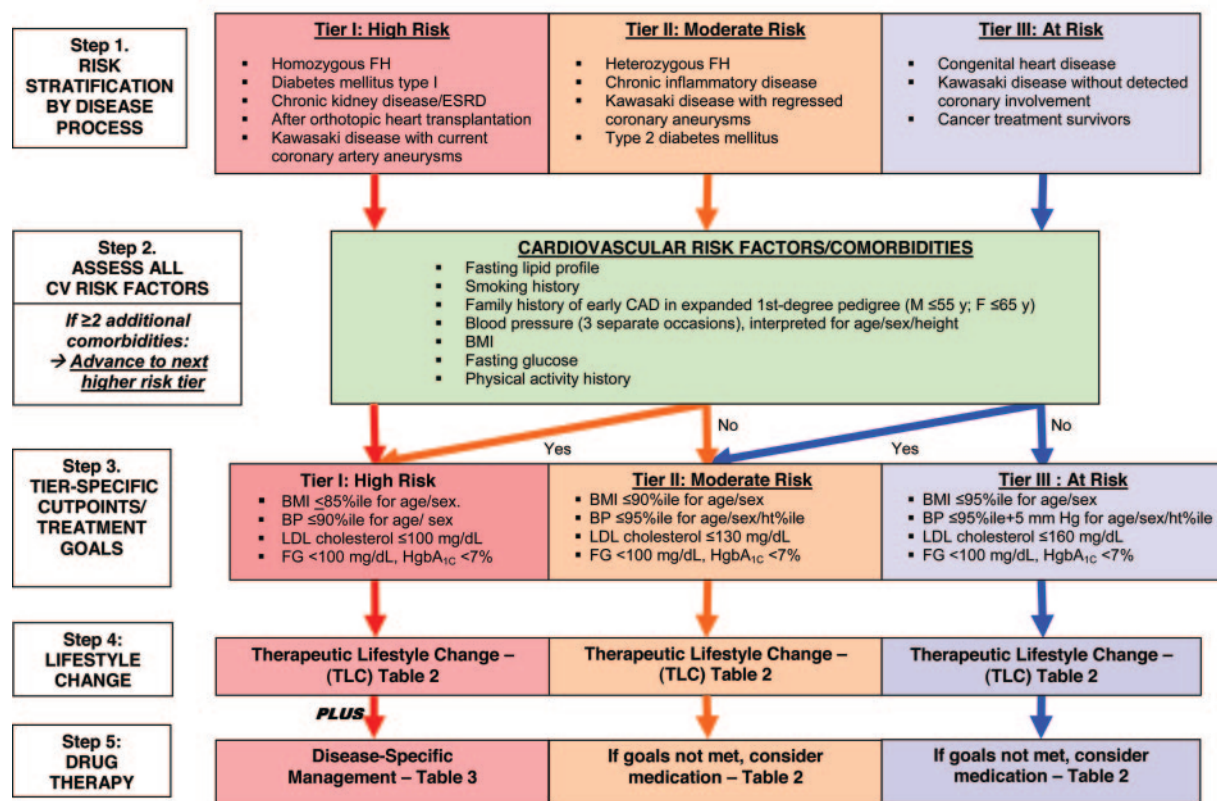 Step 1.
RISK
STRATIFICATION
BY DISEASE
PROCESS
Tier I: High Risk
▪ Homozygous FH
▪ Diabetes mellitus type I
▪ Chronic kidney disease/ESRD
▪ After orthotopic heart transplantation
▪ Kawasaki disease with current
coronary artery aneurysms
Tier II: Moderate Risk
▪ Heterozygous FH
▪ Chronic inflammatory disease
▪ Kawasaki disease with regressed
coronary aneurysms
▪ Type 2 diabetes mellitus
Tier III: At Risk
▪ Congenital heart disease
▪ Kawasaki disease without detected
coronary involvement
▪ Cancer treatment survivors
Step 2.
ASSESS ALL
CV RISK FACTORS
If ≥2 additional
comorbidities:
→ Advance to next
higher risk tier
CARDIOVASCULAR RISK FACTORS/COMORBIDITIES
▪ Fasting lipid profile
▪ Smoking history
▪ Family history of early CAD in expanded 1st-degree pedigree (M ≤55 y; F ≤65 y)
▪ Blood pressure (3 separate occasions), interpreted for age/sex/height
▪ BMI
▪ Fasting glucose
▪ Physical activity history
Yes
No
Yes
No
Step 3.
TIER-SPECIFIC
CUTPOINTS/
TREATMENT
GOALS
Tier I: High Risk
▪ BMI ≤85%ile for age/sex.
▪ BP ≤90%ile for age/ sex
▪ LDL cholesterol ≤100 mg/dL
▪ FG <100 mg/dL, HgbA1C <7%
Tier II: Moderate Risk
▪ BMI ≤90%ile for age/sex
▪ BP ≤95%ile for age/sex/ht%ile
▪ LDL cholesterol ≤130 mg/dL
▪ FG <100 mg/dL, HgbA1C <7%
Tier III : At Risk
▪ BMI ≤95%ile for age/sex
▪ BP ≤95%ile+5 mm Hg for age/sex/ht%ile
▪ LDL cholesterol ≤160 mg/dL
▪ FG <100 mg/dL, HgbA1C <7%
Step 4:
LIFESTYLE
CHANGE
Therapeutic Lifestyle Change –
(TLC) Table 2
Therapeutic Lifestyle Change –
(TLC) Table 2
Therapeutic Lifestyle Change –
(TLC) Table 2
PLUS
Step 5:
DRUG
THERAPY
Disease-Specific
Management – Table 3
If goals not met, consider
medication – Table 2
If goals not met, consider
medication – Table 2